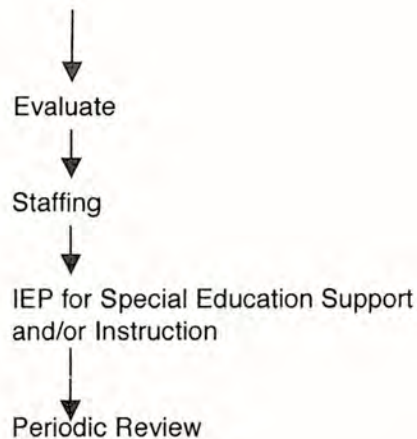 Evaluate
Staffing
IEP for Special Education Support
and/or Instruction
Periodic Review